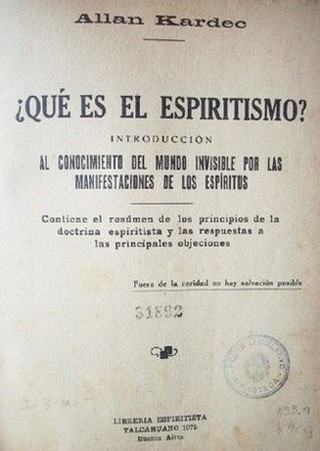 Allan Kardec
¿QUÉ ES EL ESPIRITISMO?
INTRODUCCIÓN
AL CONOCIMIENTO DEL MUNDO INVISIBLE POR LAS
MANIFESTACIONES DE LOS ESPÍRITUS
Contiene el resúmen de los principios de la
doctrina espiritista y las respuestas a
las principales objeciones
Fuera de la caridad no hay salvación posible
31892
LIBRERIA ESPIRITISTA
TALCAHUANO 1075
Buenos Aires